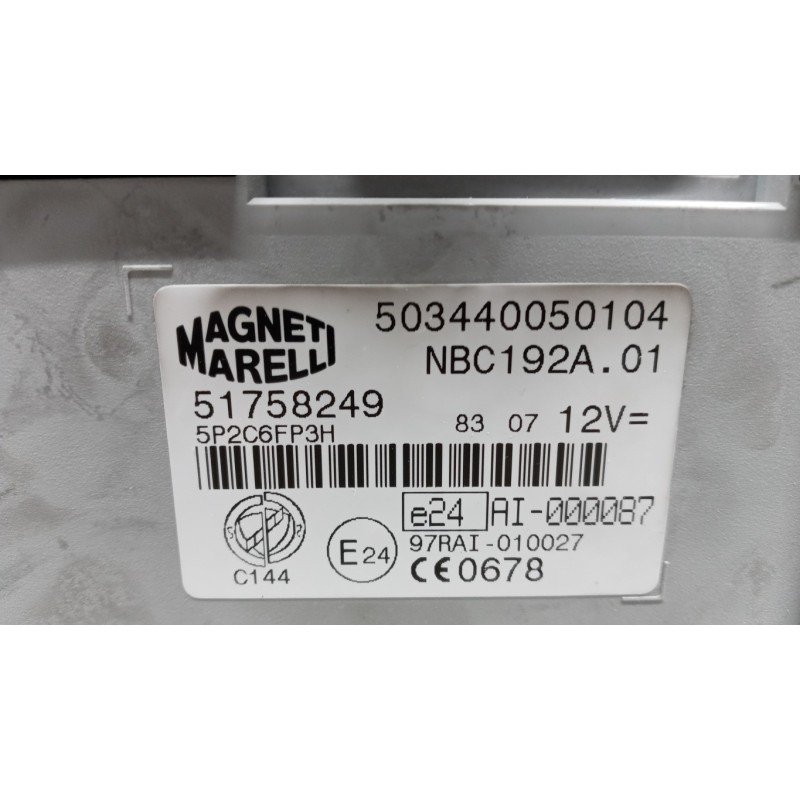 MAGNETI
MARELLI
503440050104
NBC192A.01
51758249
83 07 12V=
5P2C6FP3H
e24 AI-000087
E24
97RAI-010027
C144
CE0678